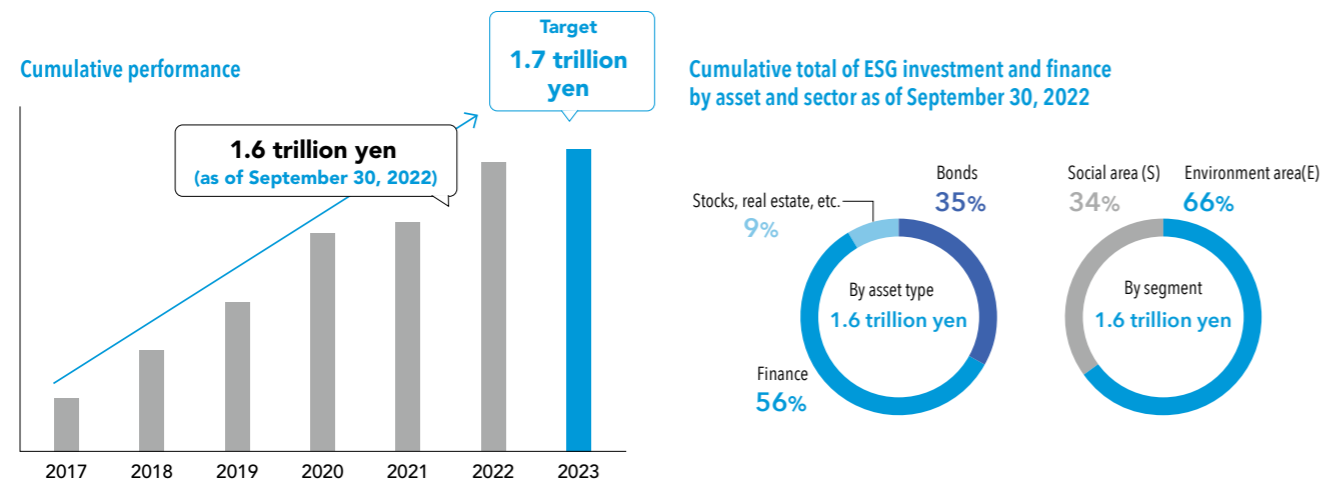 Cumulative performance
Target
1.7 trillion
yen
1.6 trillion yen
(as of September 30, 2022)
2017
2018
2019
2020
2021
2022
2023
Cumulative total of ESG investment and finance
by asset and sector as of September 30, 2022
Stocks, real estate, etc.
9%
Bonds
35%
By asset type
1.6 trillion yen
Finance
56%
Social area (S)
34%
Environment area(E)
66%
By segment
1.6 trillion yen